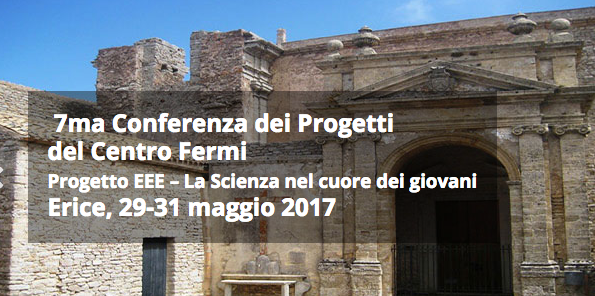 7ma Conferenza dei Progetti
del Centro Fermi
Progetto EEE – La Scienza nel cuore dei giovani
Erice, 29-31 maggio 2017